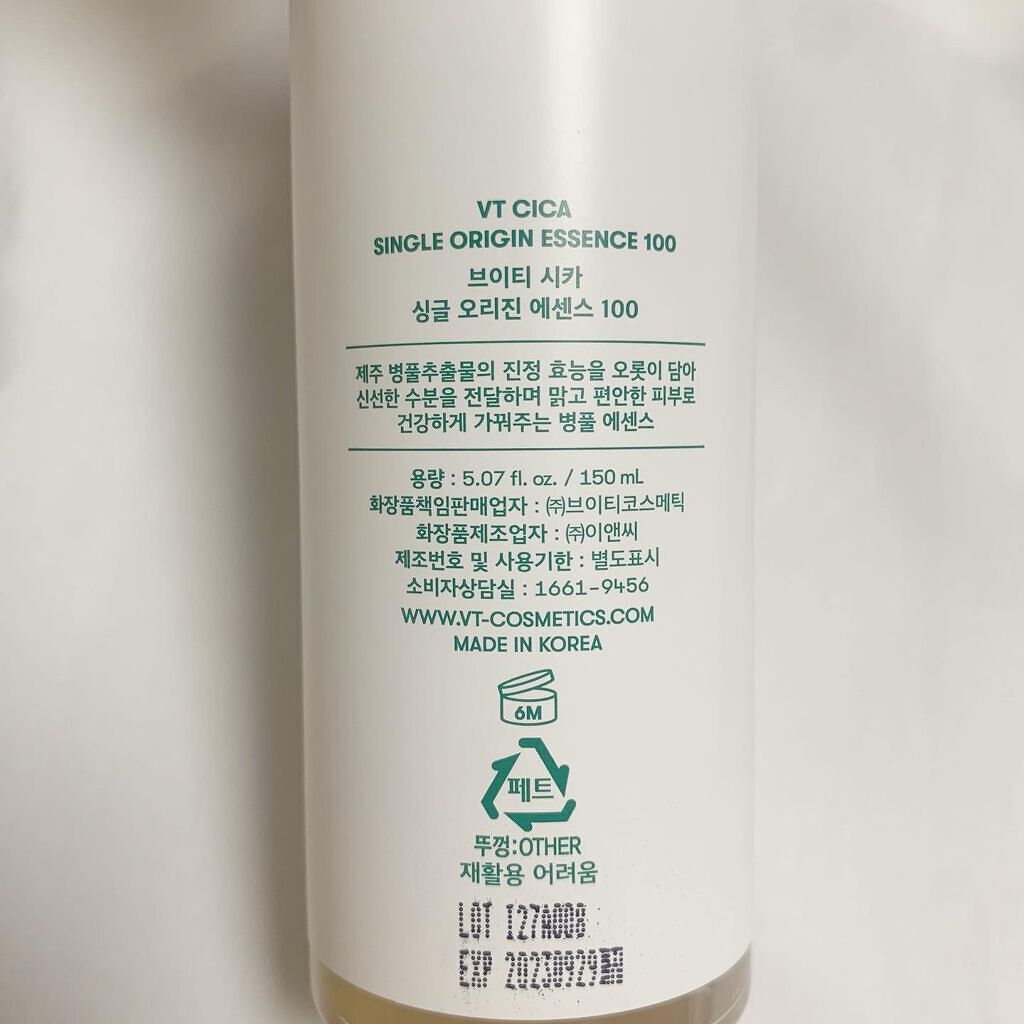 VT CICA
SINGLE ORIGIN ESSENCE 100
브이티 시카
싱글 오리진 에센스 100
제주 병풀추출물의 진정 효능을 오롯이 담아
신선한 수분을 전달하며 맑고 편안한 피부로
건강하게 가꿔주는 병풀 에센스
용량 : 5.07 fl. oz. / 150 mL
화장품책임판매업자 : ㈜브이티코스메틱
화장품제조업자 : ㈜이앤씨
제조번호 및 사용기한 : 별도표시
소비자상담실 : 1661-9456
WWW.VT-COSMETICS.COM
MADE IN KOREA
6M
페트
뚜껑:OTHER
재활용 어려움
LOT
EXP 20230929